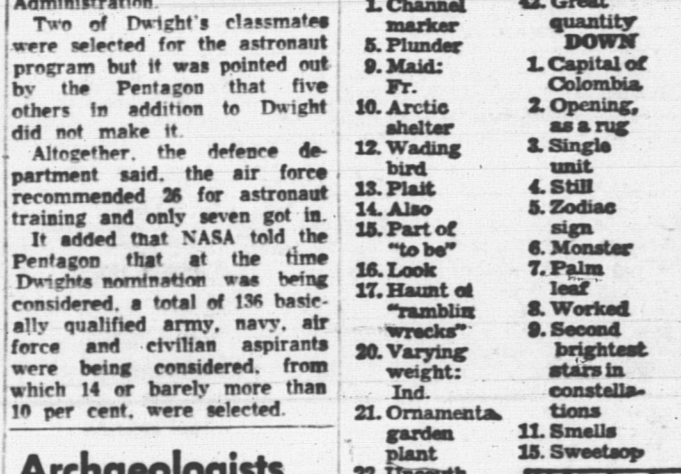 Administration.
Two of Dwight's classmates
were selected for the astronaut
program but it was pointed out
by the Pentagon that five
others in addition to Dwight
did not make it.
Altogether, the defence de-
partment said, the air force
recommended 26 for astronaut
training and only seven got in.
It added that NASA told the
Pentagon that at the time
Dwights nomination was being
considered, a total of 136 basic-
ally qualified army, navy, air
force and civilian aspirants
were being considered, from
which 14 or barely more than
10 per cent, were selected.
Archaeologists
1. Channel
marker
5. Plunder
9. Maid:
Fr.
10. Arctic
shelter
12. Wading
bird
13. Plait
14. Also
15. Part of
"to be"
16. Look
17. Haunt of
"ramblin
wrecks"
20. Varying
weight:
Ind.
21. Ornamenta
garden
plant
22. Unearth
42. Great
quantity
DOWN
1. Capital of
Colombia
2. Opening,
as a rug
3. Single
unit
4. Still
5. Zodiac
sign
6. Monster
7. Palm
leaf
8. Worked
9. Second
brightest
stars in
constella-
tions
11. Smells
15. Sweetsop